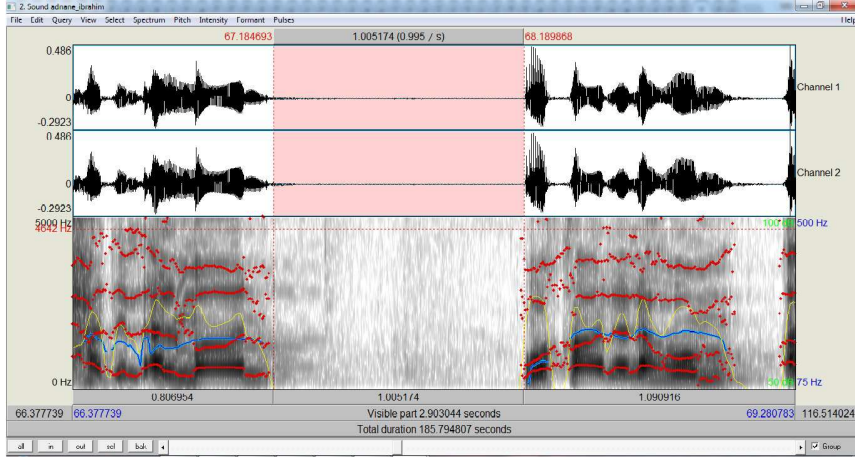 2. Sound adnane_ibrahim
File Edit Query View Select Spectrum Pitch Intensity Formant Pulses Help
67.184693 1.005174 (0.995 / s) 68.189868
0.486
0
-0.2923
Channel 1
0.486
0
-0.2923
Channel 2
5000 Hz 100 dB 500 Hz
4642 Hz
0 Hz 50 dB 75 Hz
0.806954 1.005174 1.090916
66.377739 66.377739 Visible part 2.903044 seconds 69.280783 116.514024
Total duration 185.794807 seconds
all in out sel bak Group